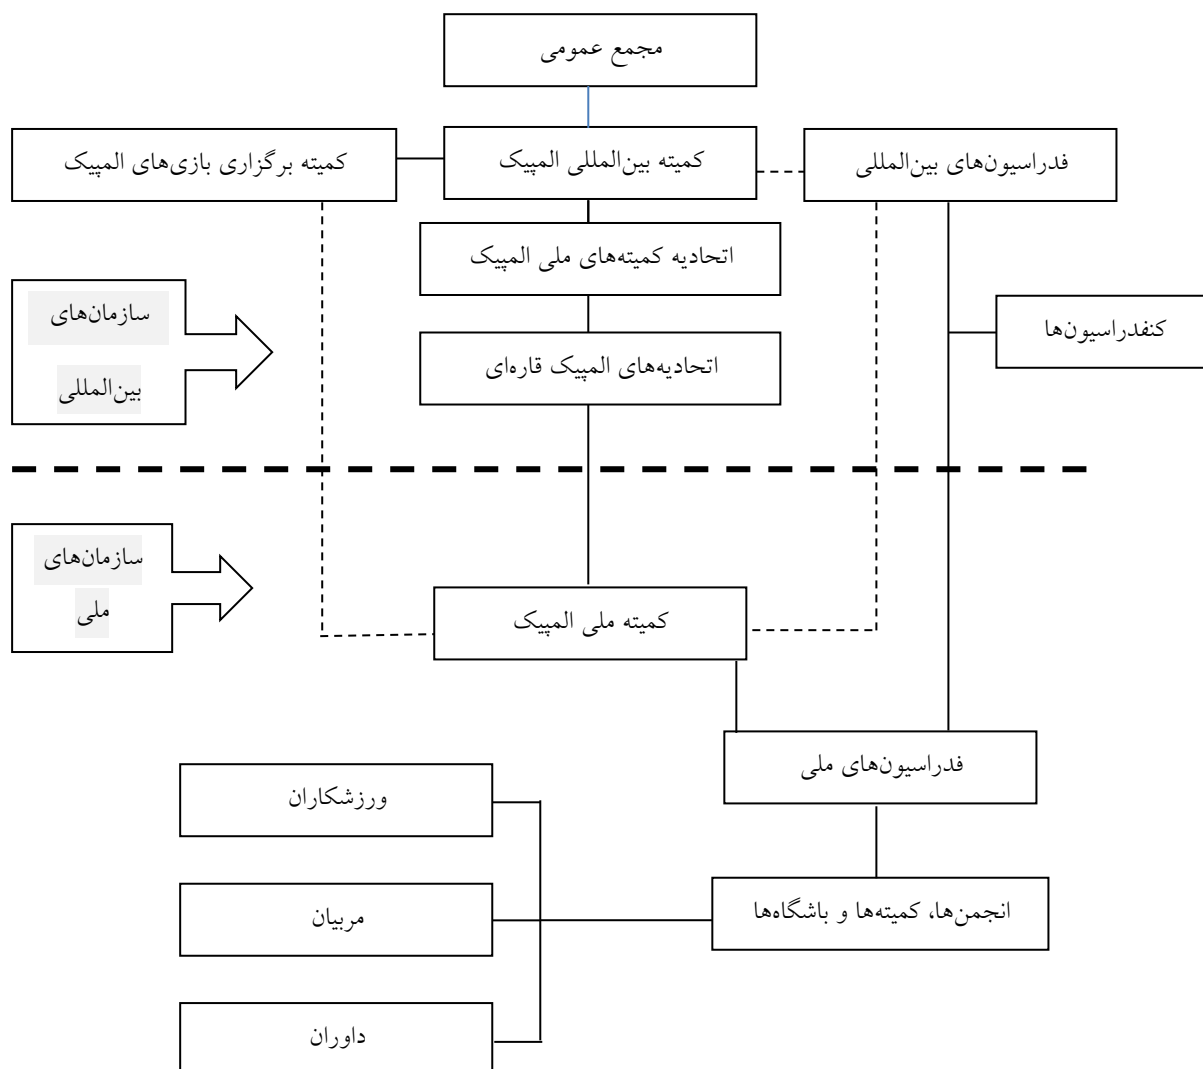 مجمع عمومی
فدراسیون‌های بین‌المللی
کمیته بین‌المللی المپیک
کمیته برگزاری بازی‌های المپیک
اتحادیه کمیته‌های ملی المپیک
سازمان‌های
بین‌المللی
کنفدراسیون‌ها
اتحادیه‌های المپیک قاره‌ای
سازمان‌های
ملی
کمیته ملی المپیک
فدراسیون‌های ملی
ورزشکاران
انجمن‌ها، کمیته‌ها و باشگاه‌ها
مربیان
داوران